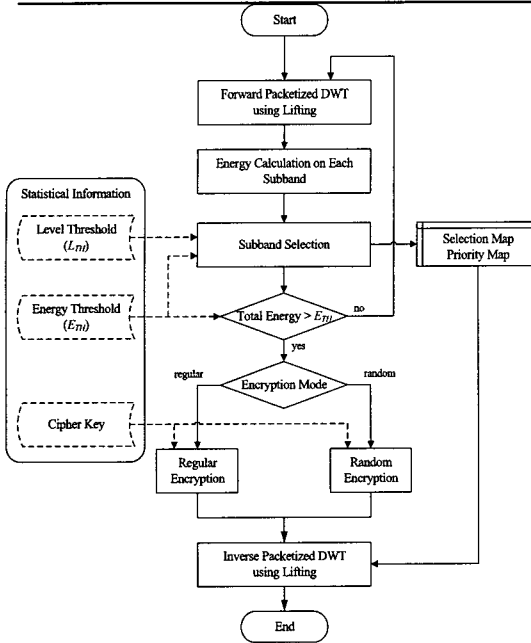 Start
Forward Packetized DWT
using Lifting
Energy Calculation on Each
Subband
Statistical Information
Level Threshold
(L_TH)
Subband Selection
Selection Map
Priority Map
Energy Threshold
(E_TH)
Total Energy > E_TH
no
yes
regular
Encryption Mode
random
Cipher Key
Regular
Encryption
Random
Encryption
Inverse Packetized DWT
using Lifting
End